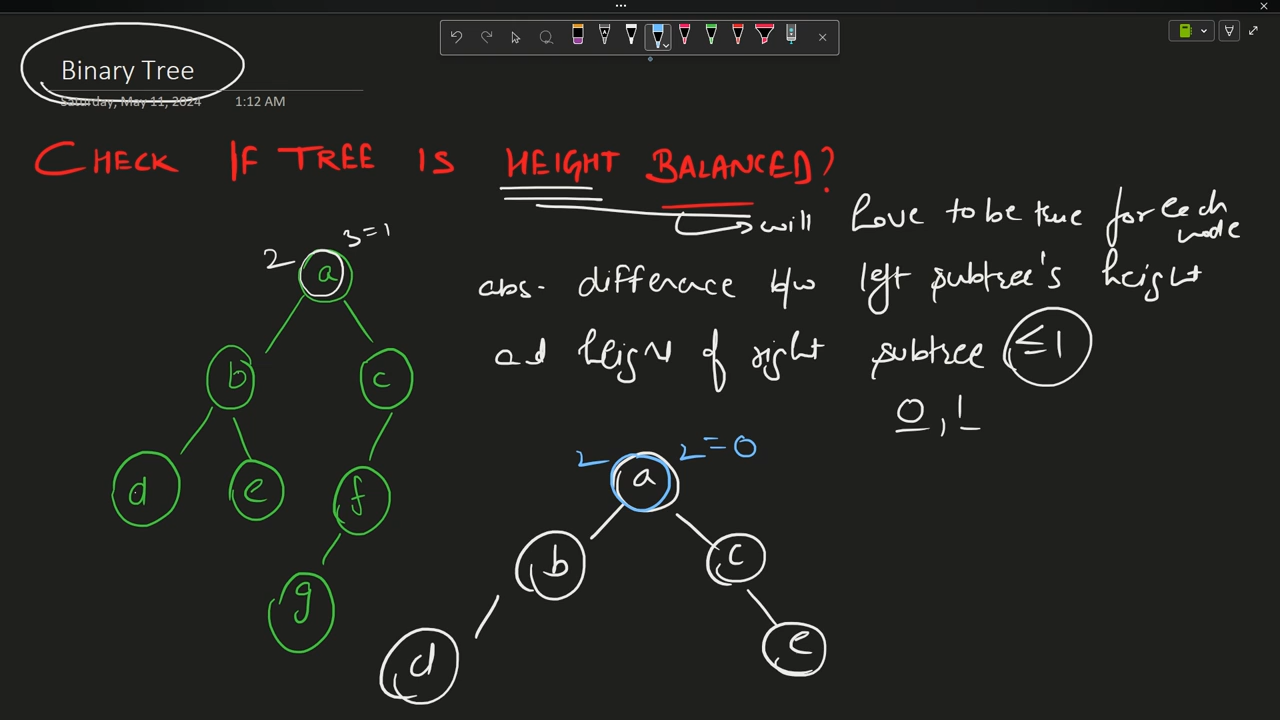 Binary Tree
Saturday, May 11, 2024 1:12 AM
CHECK IF TREE IS HEIGHT BALANCED?
will have to be true for each node
abs. difference b/w left subtree's height
ad height of right subtree ≤1
0, 1
2 3=1
a
b c
d e f
g
2 2=0
a
b c
d e